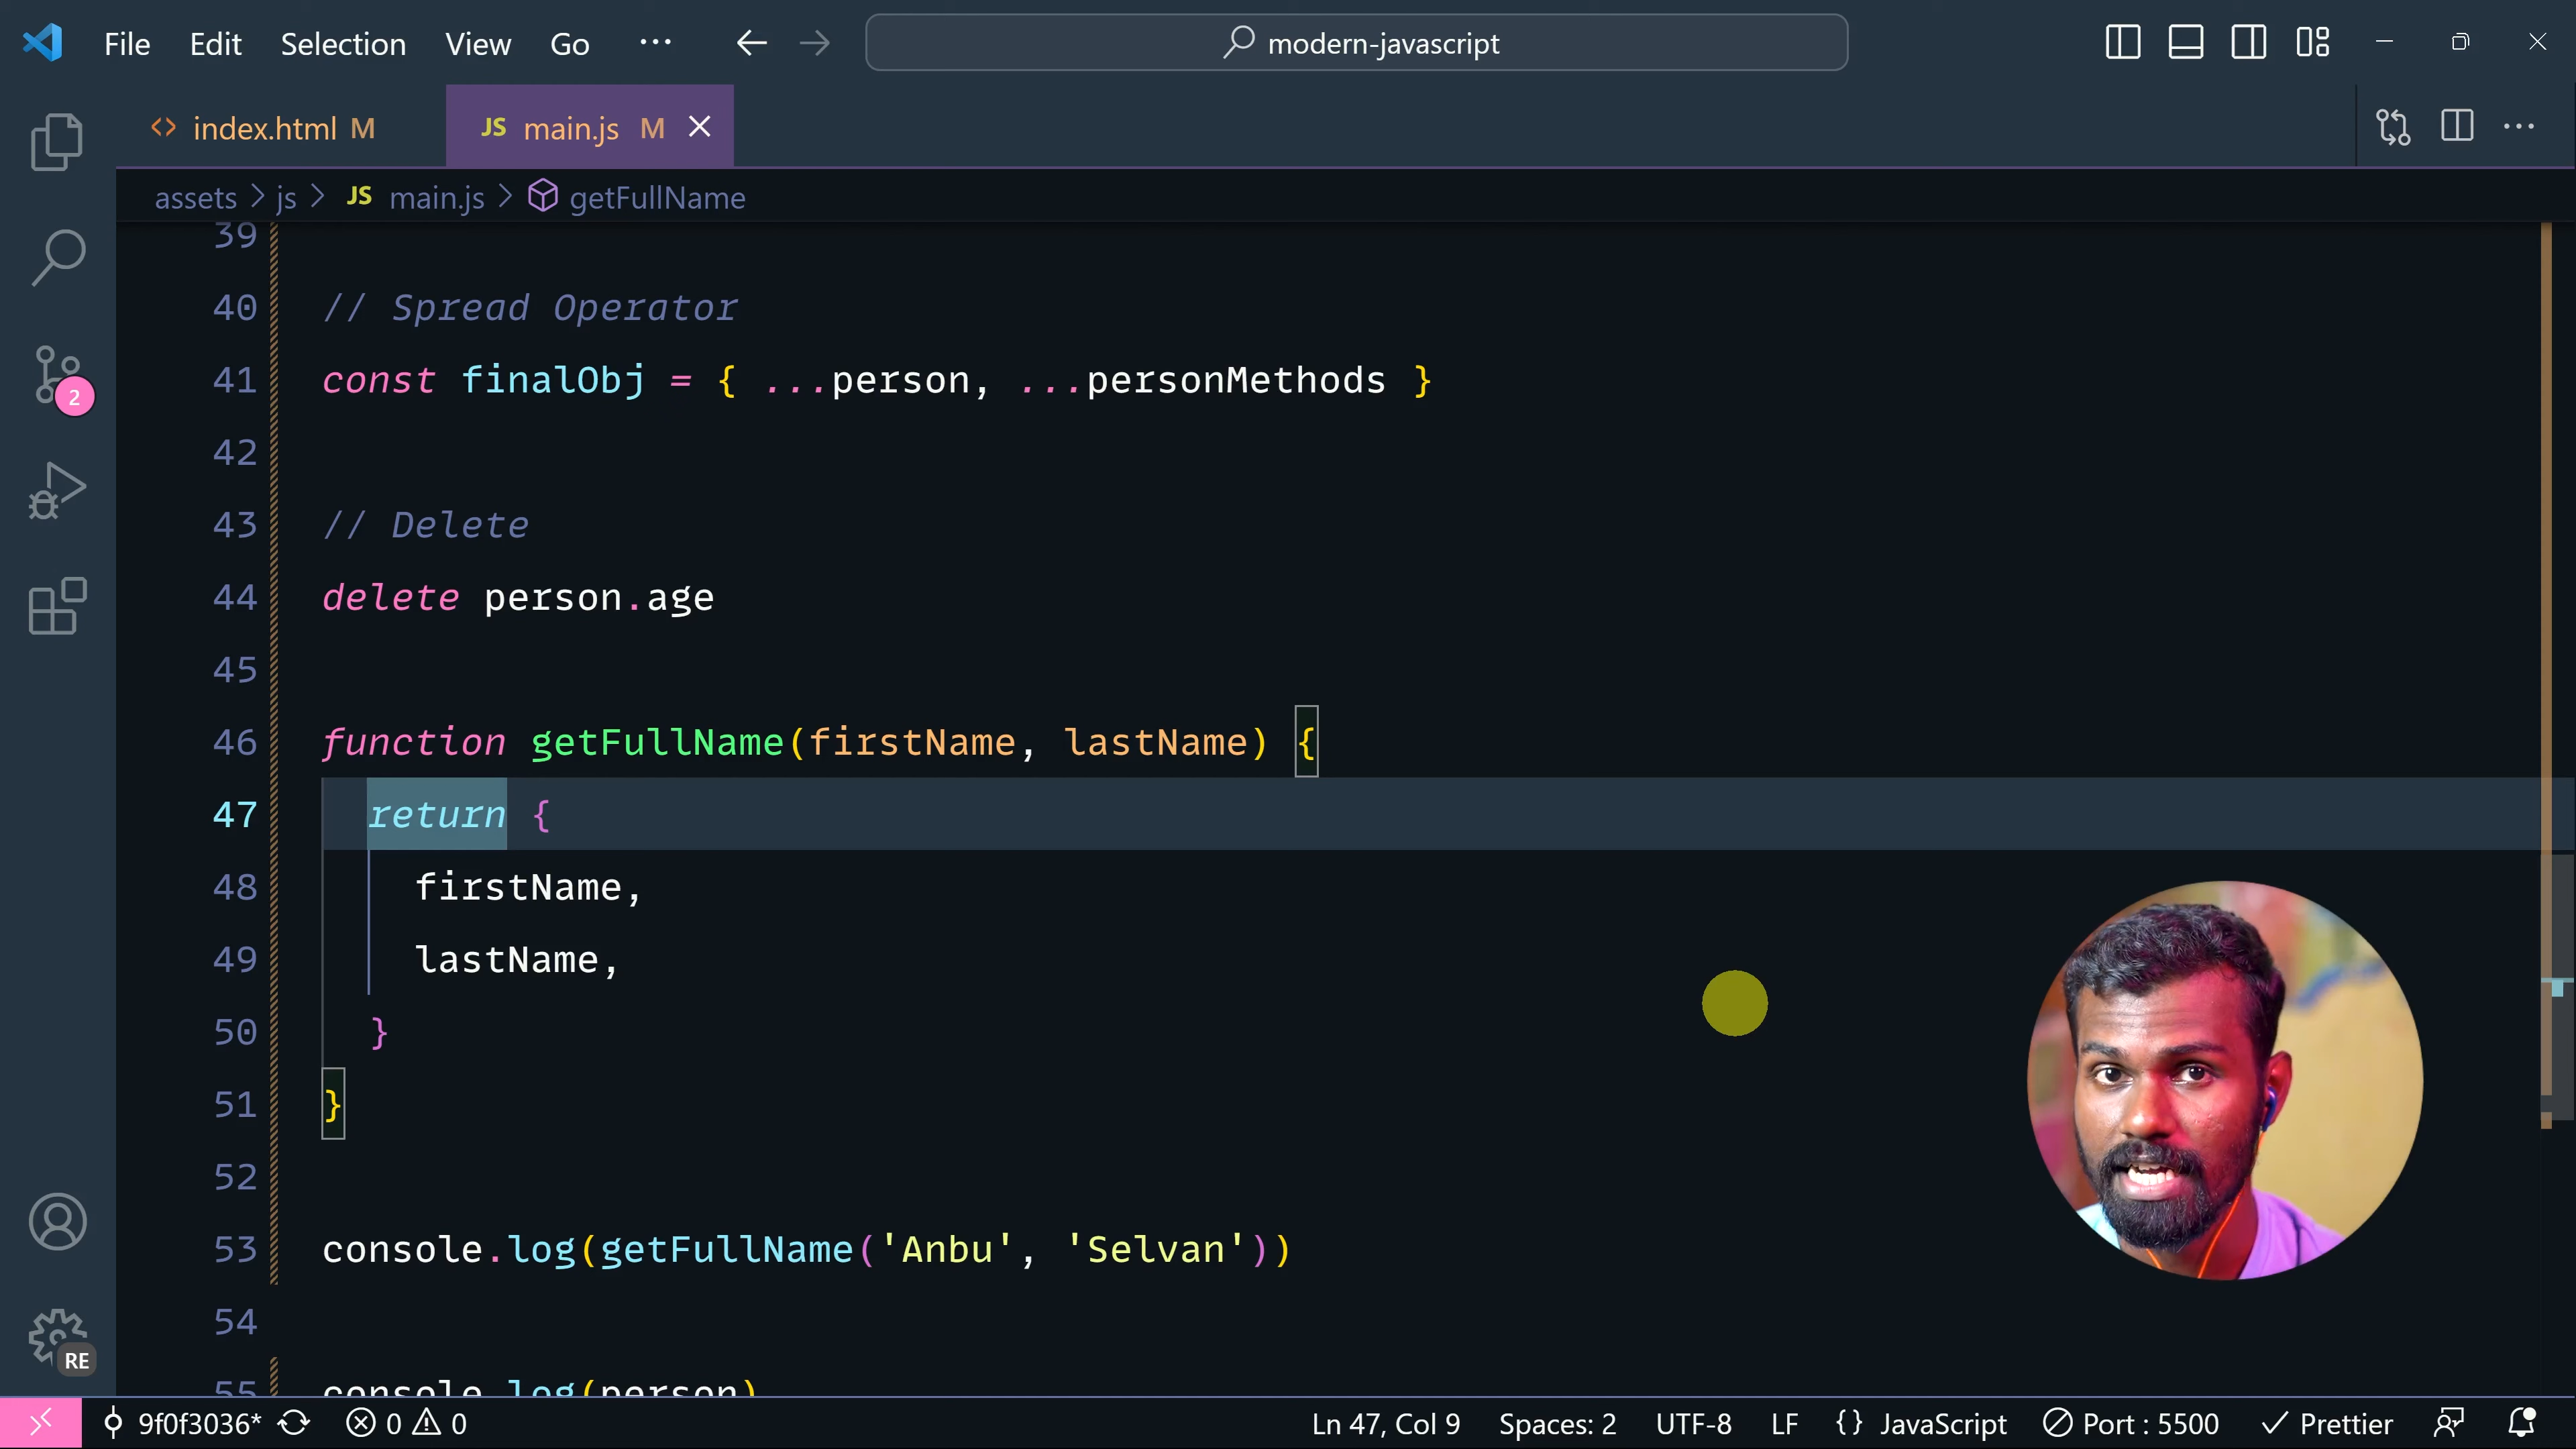 File Edit Selection View Go ··· modern-javascript
index.html M JS main.js M
assets > js > JS main.js > getFullName
39
40 // Spread Operator
41 const finalObj = { ...person, ...personMethods }
42
43 // Delete
44 delete person.age
45
46 function getFullName(firstName, lastName) {
47 return {
48 firstName,
49 lastName,
50 }
51 }
52
53 console.log(getFullName('Anbu', 'Selvan'))
54
55 console.log(person)
2
RE
9f0f3036* 0 0 Ln 47, Col 9 Spaces: 2 UTF-8 LF {} JavaScript Port : 5500 Prettier